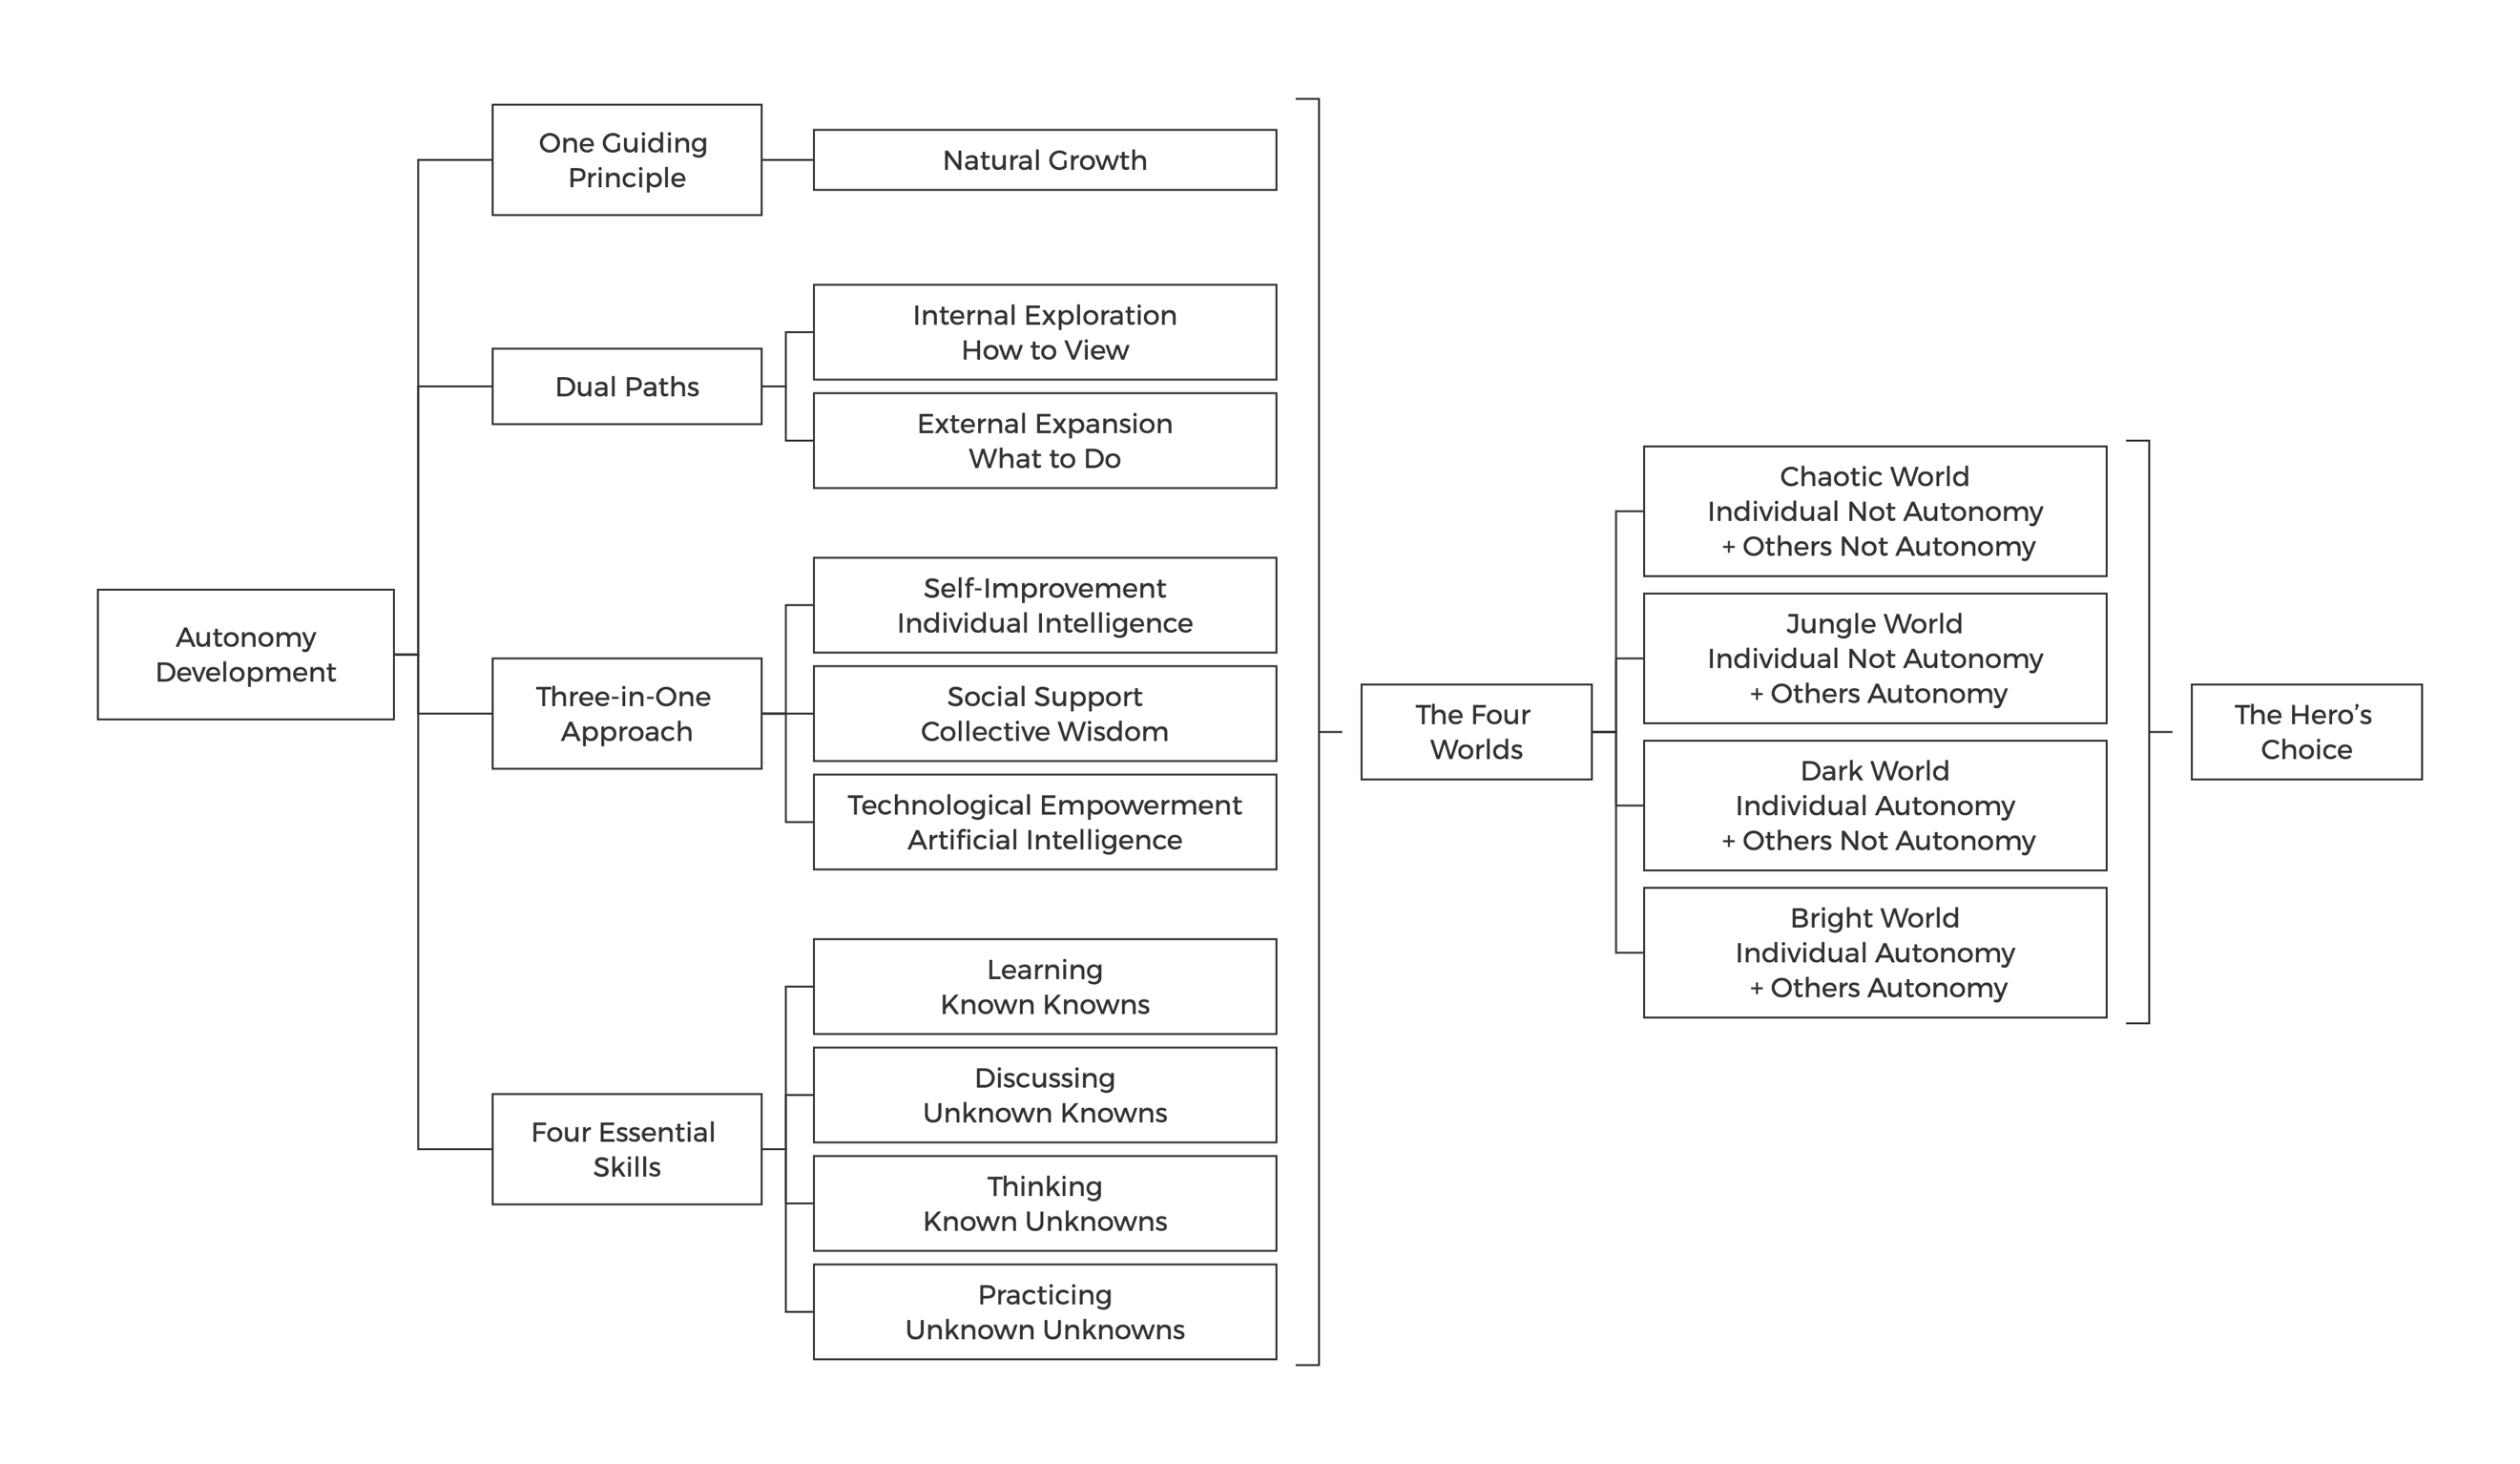 Autonomy
Development
One Guiding
Principle
Natural Growth
Dual Paths
Internal Exploration
How to View
External Expansion
What to Do
Three-in-One
Approach
Self-Improvement
Individual Intelligence
Social Support
Collective Wisdom
Technological Empowerment
Artificial Intelligence
Four Essential
Skills
Learning
Known Knowns
Discussing
Unknown Knowns
Thinking
Known Unknowns
Practicing
Unknown Unknowns
The Four
Worlds
Chaotic World
Individual Not Autonomy
+ Others Not Autonomy
Jungle World
Individual Not Autonomy
+ Others Autonomy
Dark World
Individual Autonomy
+ Others Not Autonomy
Bright World
Individual Autonomy
+ Others Autonomy
The Hero’s
Choice